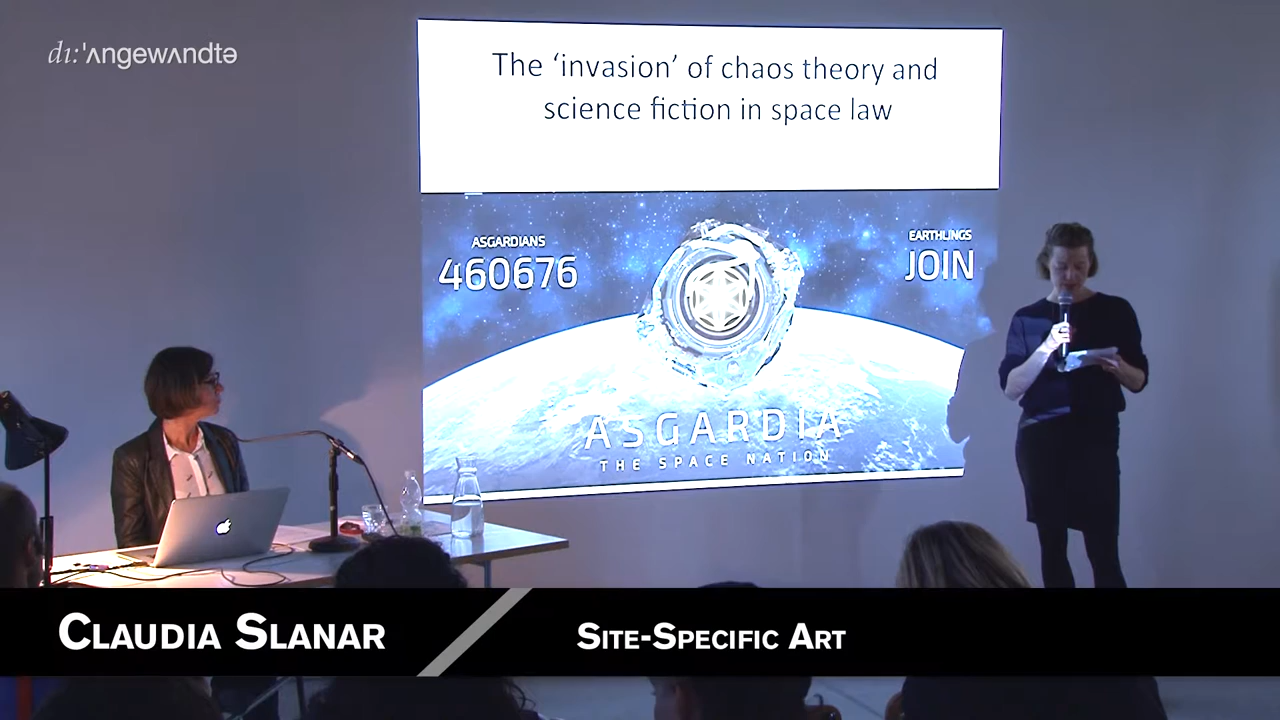 dı:'ʌngewʌndtə
The ‘invasion’ of chaos theory and
science fiction in space law
ASGARDIANS
460676
EARTHLINGS
JOIN
ASGARDIA
THE SPACE NATION
Claudia Slanar
Site-Specific Art